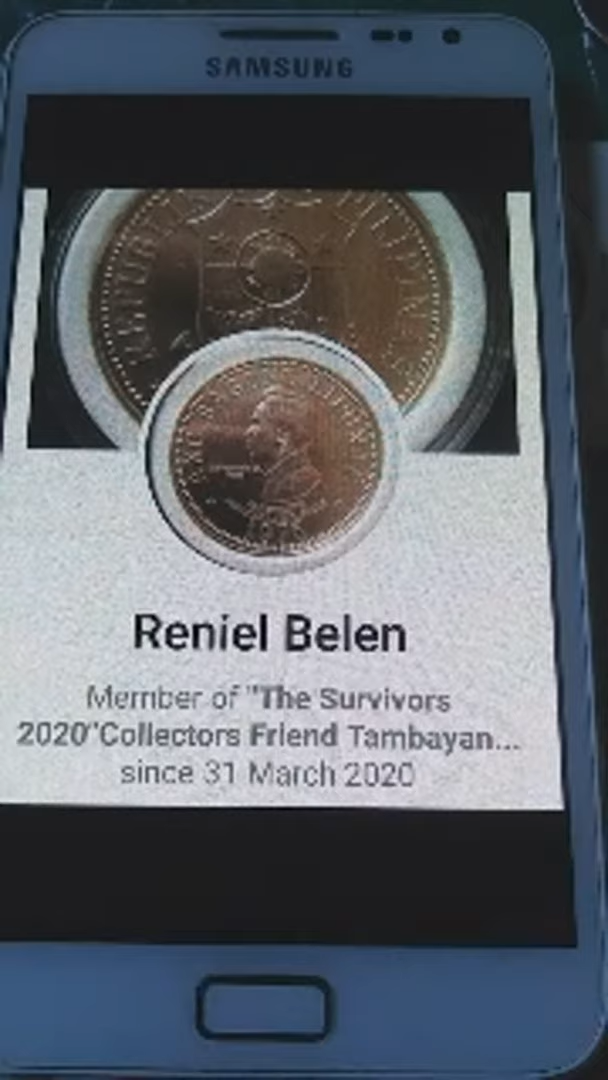 SAMSUNG
Reniel Belen
Member of "The Survivors
2020"Collectors Friend Tambayan...
since 31 March 2020